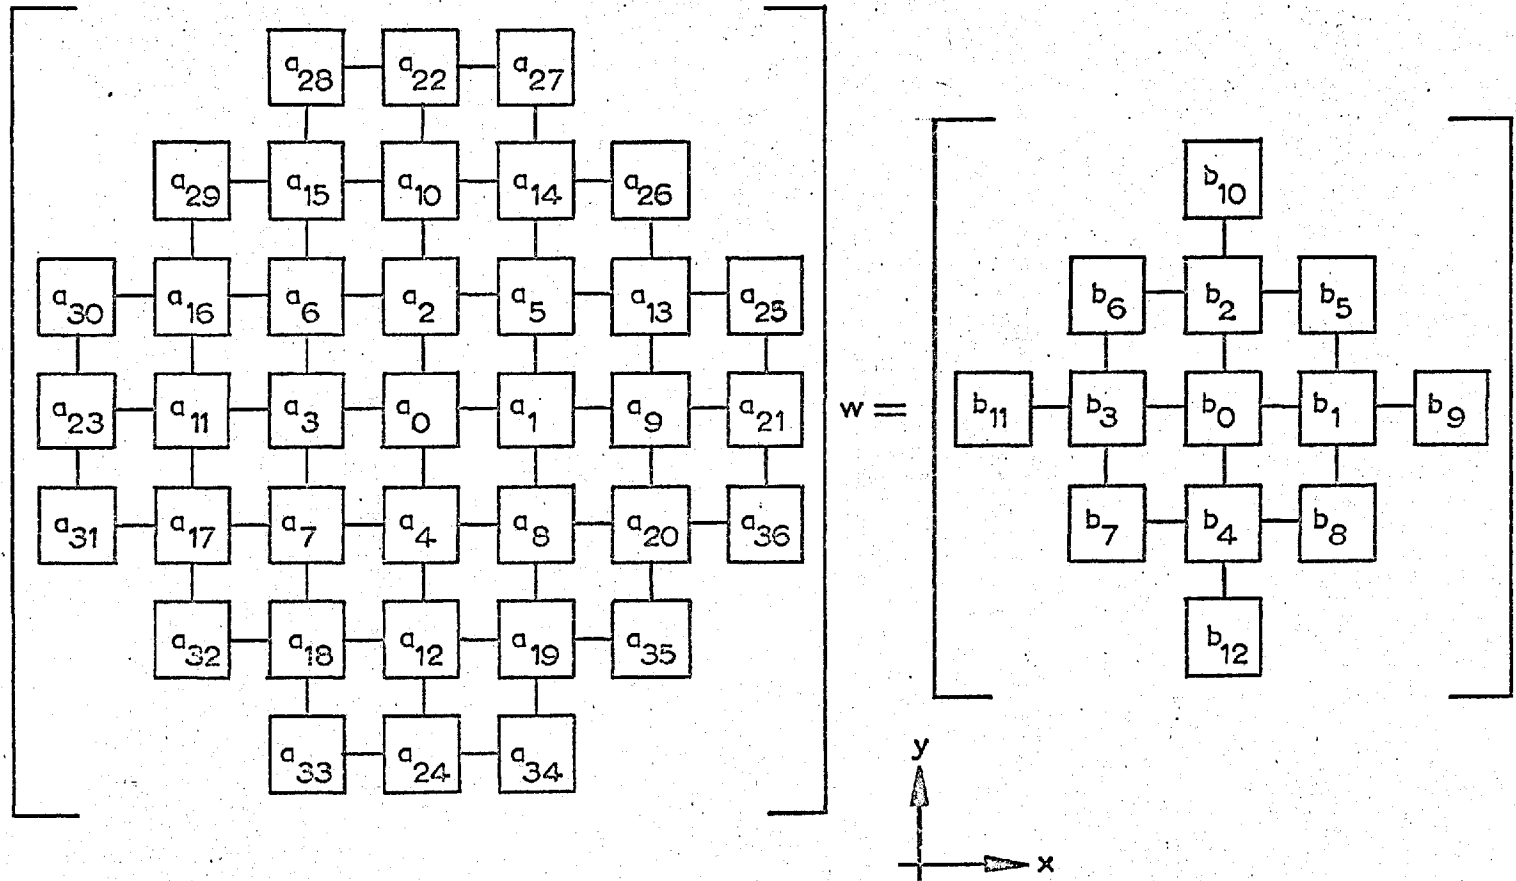 a28 a22 a27
a29 a15 a10 a14 a26
a30 a16 a6 a2 a5 a13 a25
a23 a11 a3 a0 a1 a9 a21
a31 a17 a7 a4 a8 a20 a36
a32 a18 a12 a19 a35
a33 a24 a34
w =
b10
b6 b2 b5
b11 b3 b0 b1 b9
b7 b4 b8
b12
y
x